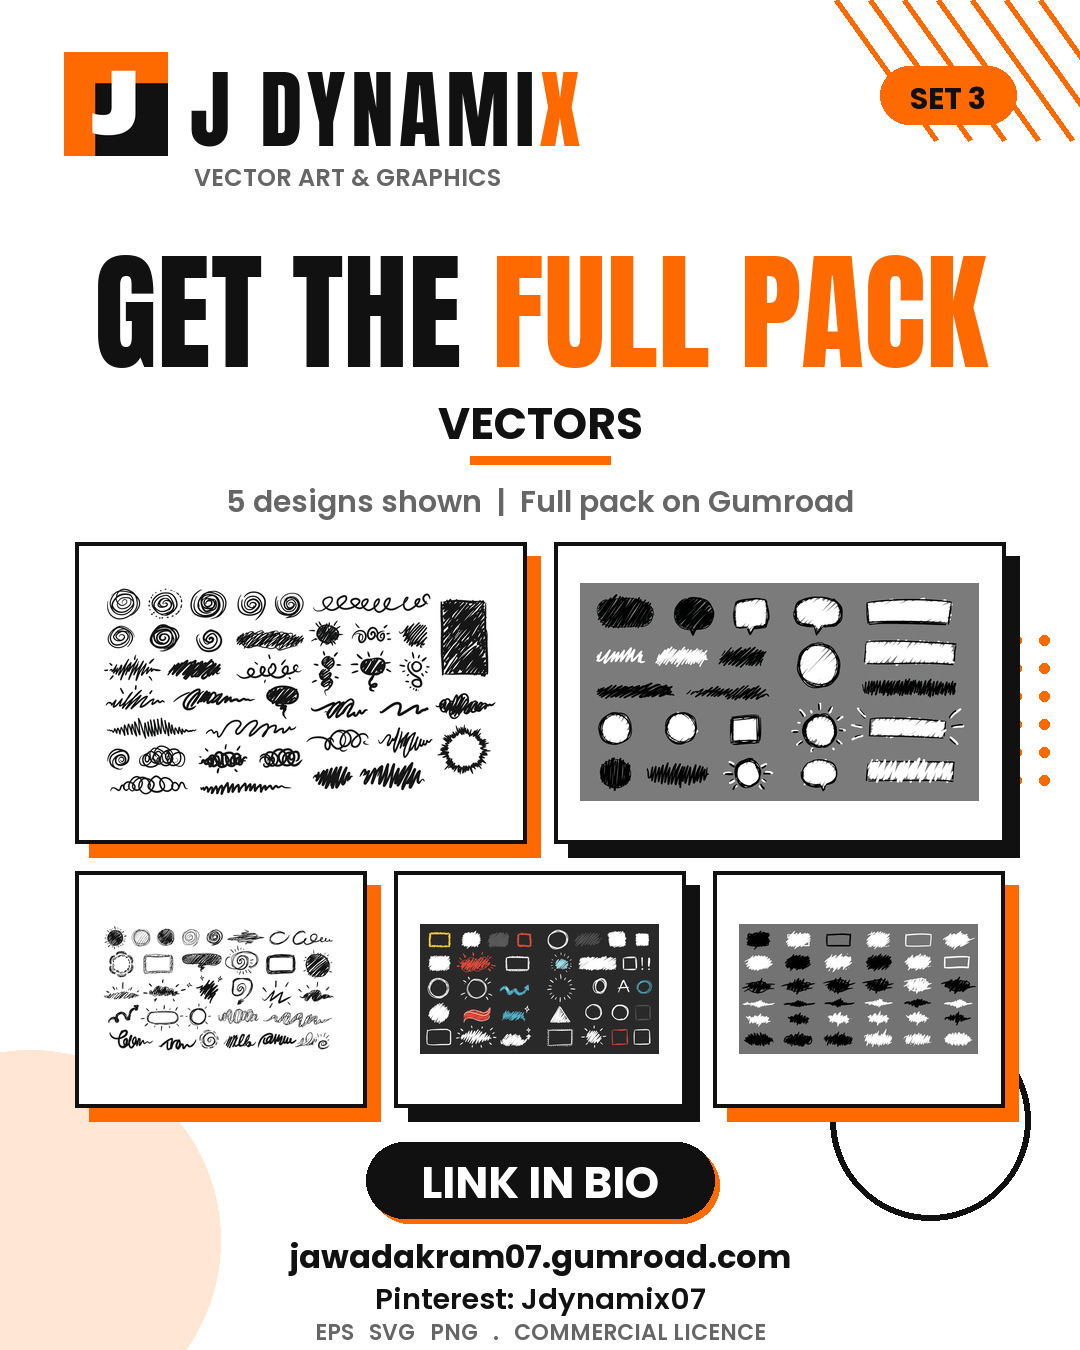 J
J DYNAMIX
VECTOR ART & GRAPHICS
SET 3
GET THE FULL PACK
VECTORS
5 designs shown | Full pack on Gumroad
!!
A
LINK IN BIO
jawadakram07.gumroad.com
Pinterest: Jdynamix07
EPS SVG PNG . COMMERCIAL LICENCE